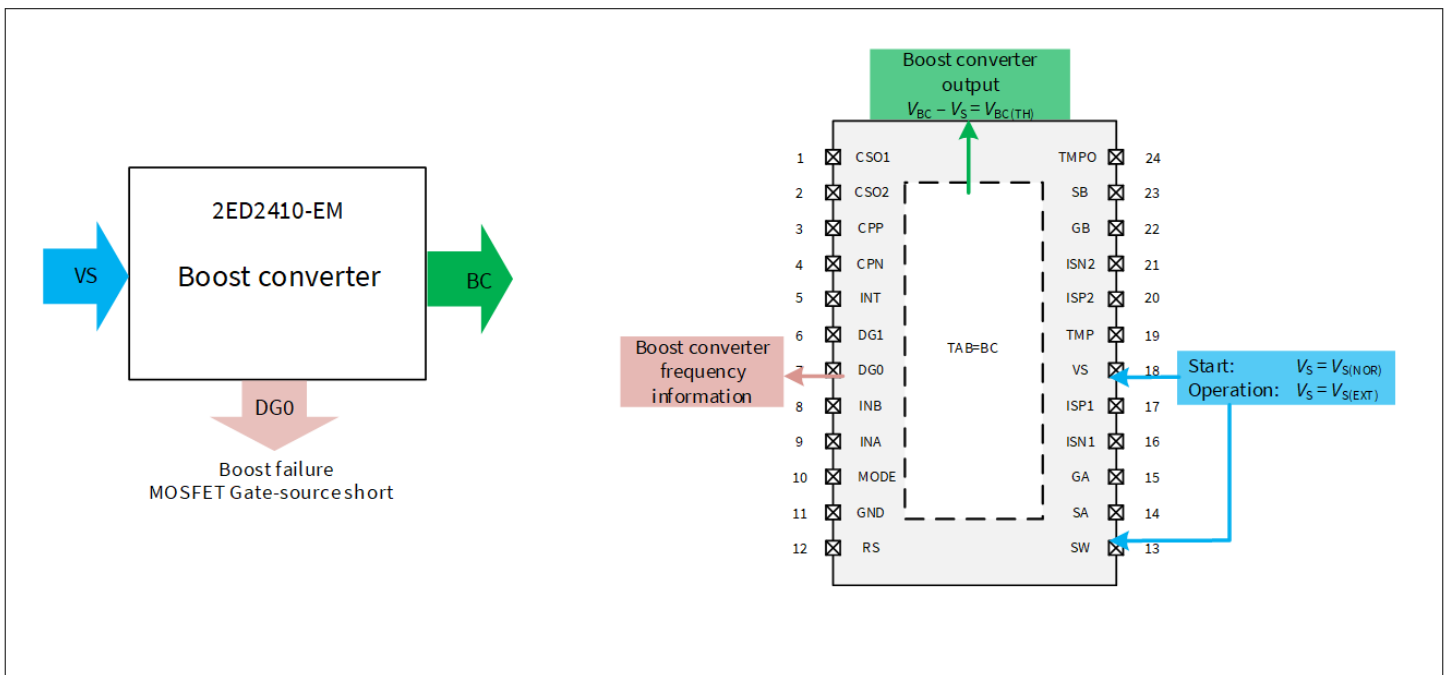 2ED2410-EM
Boost converter
VS
BC
DG0
Boost failure
MOSFET Gate-source short
Boost converter
output
VBC – VS = VBC(TH)
1 CSO1 TMPO 24
2 CSO2 SB 23
3 CPP GB 22
4 CPN ISN2 21
5 INT ISP2 20
6 DG1 TMP 19
TAB=BC
7 DG0 VS 18
8 INB ISP1 17
9 INA ISN1 16
10 MODE GA 15
11 GND SA 14
12 RS SW 13
Boost converter
frequency
information
Start: VS = VS(NOR)
Operation: VS = VS(EXT)